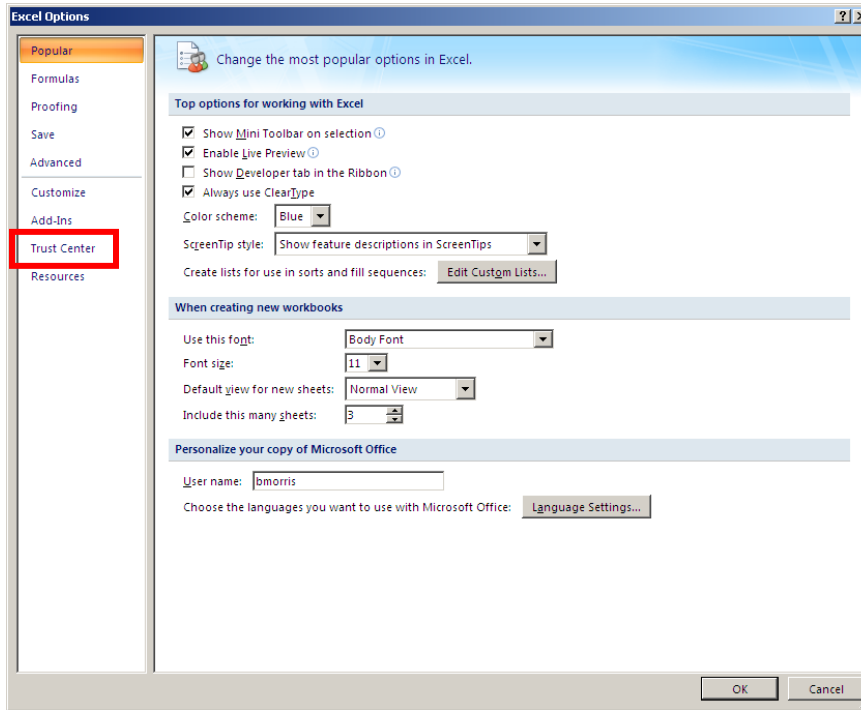 Excel Options
Popular
Formulas
Proofing
Save
Advanced
Customize
Add-Ins
Trust Center
Resources
Change the most popular options in Excel.
Top options for working with Excel
Show Mini Toolbar on selection
Enable Live Preview
Show Developer tab in the Ribbon
Always use ClearType
Color scheme: Blue
ScreenTip style: Show feature descriptions in ScreenTips
Create lists for use in sorts and fill sequences: Edit Custom Lists...
When creating new workbooks
Use this font: Body Font
Font size: 11
Default view for new sheets: Normal View
Include this many sheets: 3
Personalize your copy of Microsoft Office
User name: bmorris
Choose the languages you want to use with Microsoft Office: Language Settings...
OK Cancel